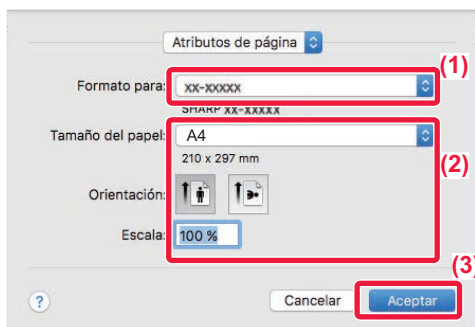 Atributos de página
(1)
Formato para: xx-xxxxx
SHARP xx-xxxxx
Tamaño del papel: A4
210 x 297 mm
(2)
Orientación:
Escala: 100 %
(3)
? Cancelar Aceptar